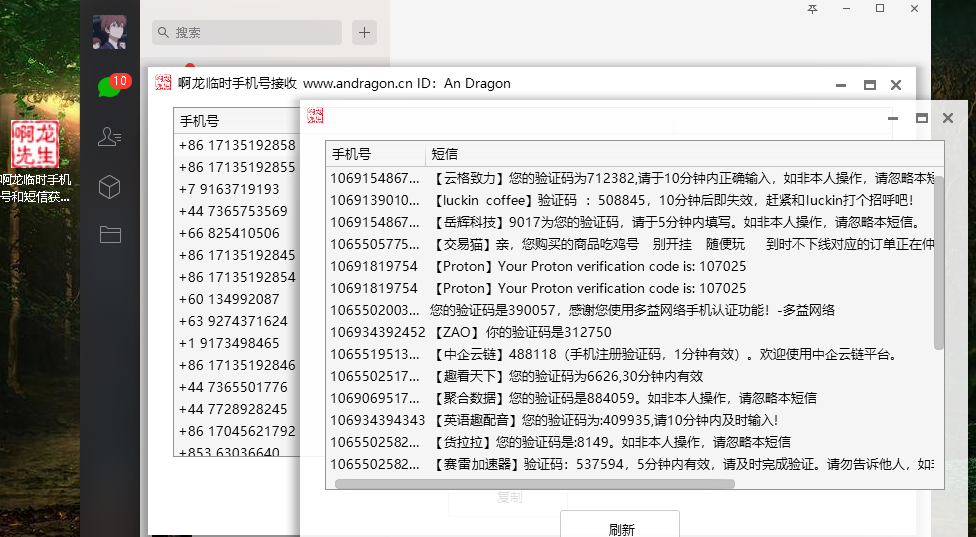 搜索
10
啊龙
先生
啊龙临时手机
号和短信获...
啊龙临时手机号接收 www.andragon.cn ID：An Dragon
手机号
+86 17135192858
+86 17135192855
+7 9163719193
+44 7365753569
+66 825410506
+86 17135192845
+86 17135192854
+60 134992087
+63 9274371624
+1 9173498465
+86 17135192846
+44 7365501776
+44 7728928245
+86 17045621792
+853 63036640
手机号 短信
1069154867... 【云格致力】您的验证码为712382,请于10分钟内正确输入，如非本人操作，请忽略本短
1069139010... 【luckin coffee】验证码 ：508845，10分钟后即失效，赶紧和luckin打个招呼吧！
1069154867... 【岳辉科技】9017为您的验证码，请于5分钟内填写。如非本人操作，请忽略本短信。
1065505775... 【交易猫】亲，您购买的商品吃鸡号 别开挂 随便玩 到时不下线对应的订单正在仲
10691819754 【Proton】Your Proton verification code is: 107025
10691819754 【Proton】Your Proton verification code is: 107025
1065502003... 您的验证码是390057，感谢您使用多益网络手机认证功能！-多益网络
106934392452 【ZAO】你的验证码是312750
1065519513... 【中企云链】488118（手机注册验证码，1分钟有效）。欢迎使用中企云链平台。
1065502517... 【趣看天下】您的验证码为6626,30分钟内有效
1069069517... 【聚合数据】您的验证码是884059。如非本人操作，请忽略本短信
106934394343 【英语趣配音】您的验证码为:409935,请10分钟内及时输入!
1065502582... 【货拉拉】您的验证码是:8149。如非本人操作，请忽略本短信
1065502582... 【赛雷加速器】验证码：537594，5分钟内有效，请及时完成验证。请勿告诉他人，如非
复制
刷新